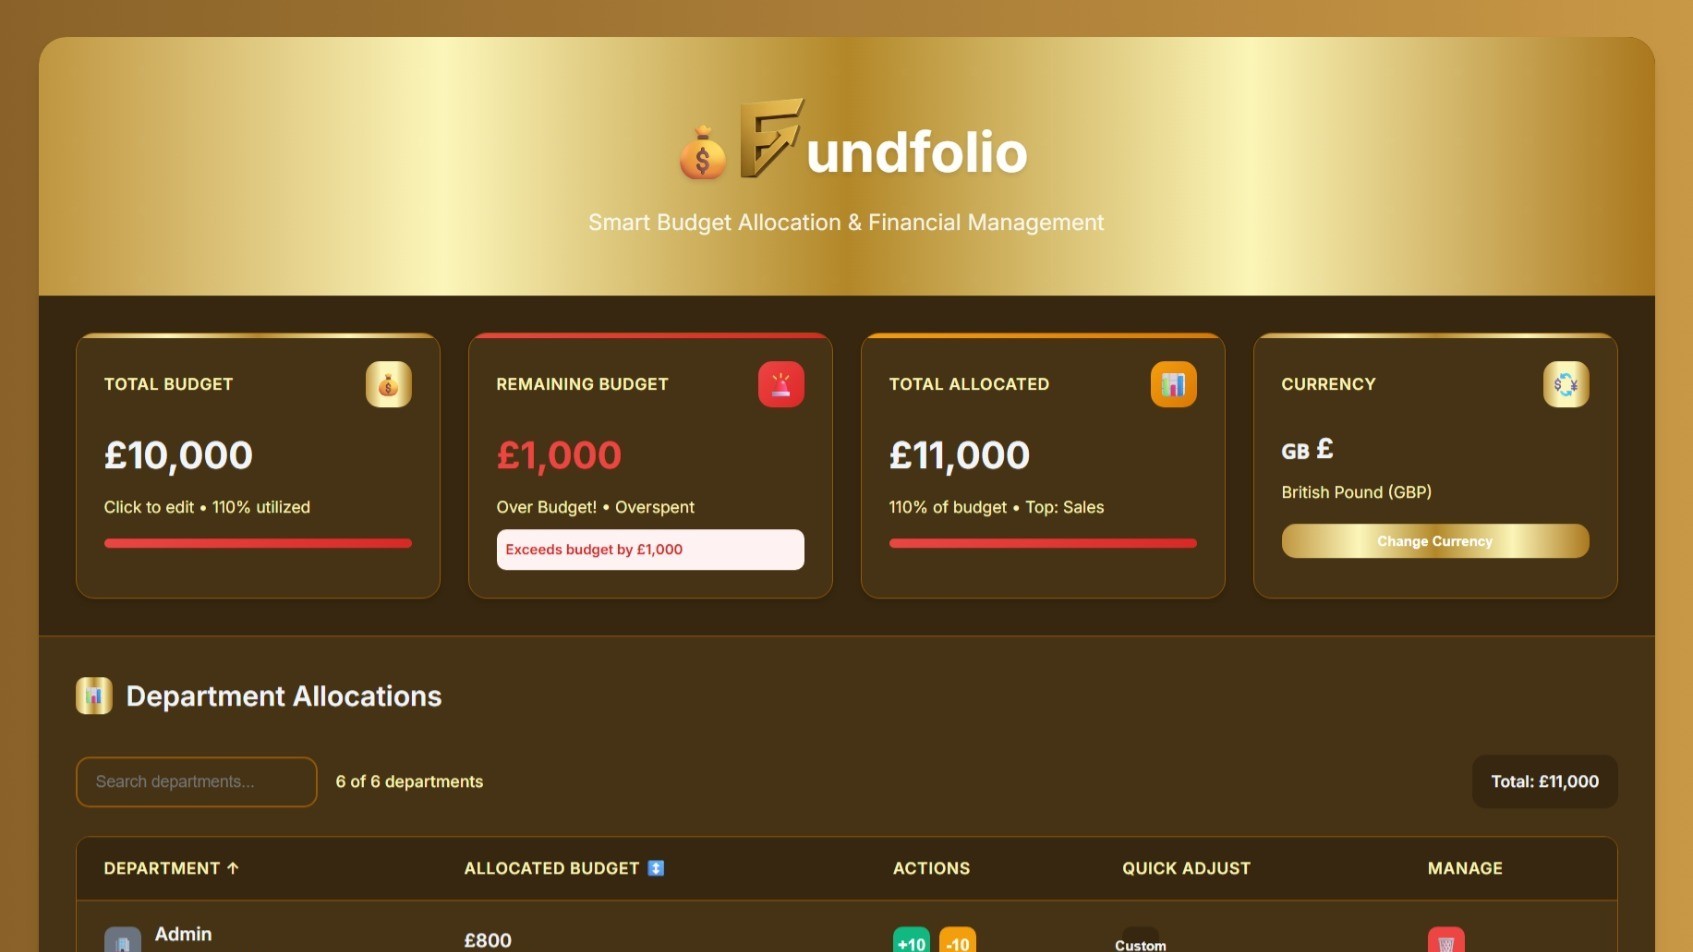 Fundfolio
Smart Budget Allocation & Financial Management
TOTAL BUDGET
£10,000
Click to edit • 110% utilized
REMAINING BUDGET
£1,000
Over Budget! • Overspent
Exceeds budget by £1,000
TOTAL ALLOCATED
£11,000
110% of budget • Top: Sales
CURRENCY
GB £
British Pound (GBP)
Change Currency
Department Allocations
Search departments...
6 of 6 departments
Total: £11,000
DEPARTMENT ↑ ALLOCATED BUDGET ↕ ACTIONS QUICK ADJUST MANAGE
Admin £800 +10 -10 Custom